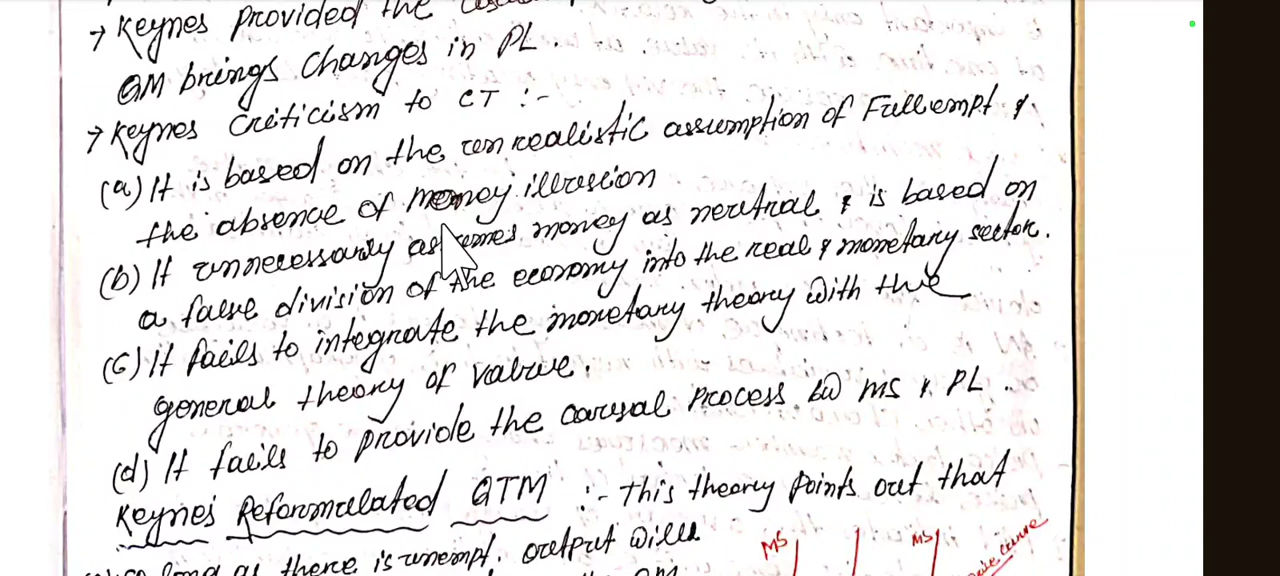 → Keynes provided the
QM brings changes in PL.
→ Keynes criticism to CT :-
(a) It is based on the unrealistic assumption of Full empt &
the absence of money illusion
(b) It unnecessarily assumes money as neutral & is based on
a false division of the economy into the real & monetary sector.
(c) It fails to integrate the monetary theory with the
general theory of value.
(d) It fails to provide the causal process b/w MS & PL.
Keynes Reformulated QTM :- This theory points out that
long as there is unempt. output will
MS MS
QM